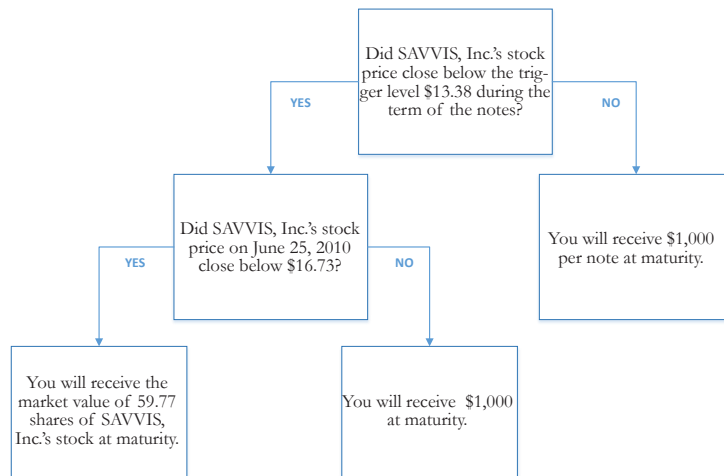 Did SAVVIS, Inc.'s stock
price close below the trig-
ger level $13.38 during the
term of the notes?
YES
NO
Did SAVVIS, Inc.'s stock
price on June 25, 2010
close below $16.73?
You will receive $1,000
per note at maturity.
YES
NO
You will receive the
market value of 59.77
shares of SAVVIS,
Inc.'s stock at maturity.
You will receive $1,000
at maturity.